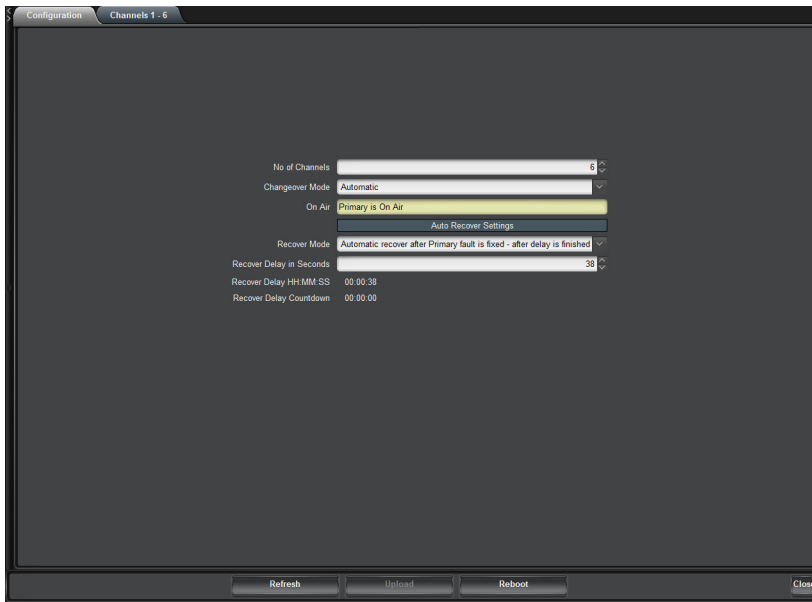 Configuration Channels 1 - 6
No of Channels 6
Changeover Mode Automatic
On Air Primary is On Air
Auto Recover Settings
Recover Mode Automatic recover after Primary fault is fixed - after delay is finished
Recover Delay in Seconds 38
Recover Delay HH:MM:SS 00:00:38
Recover Delay Countdown 00:00:00
Refresh Upload Reboot Close